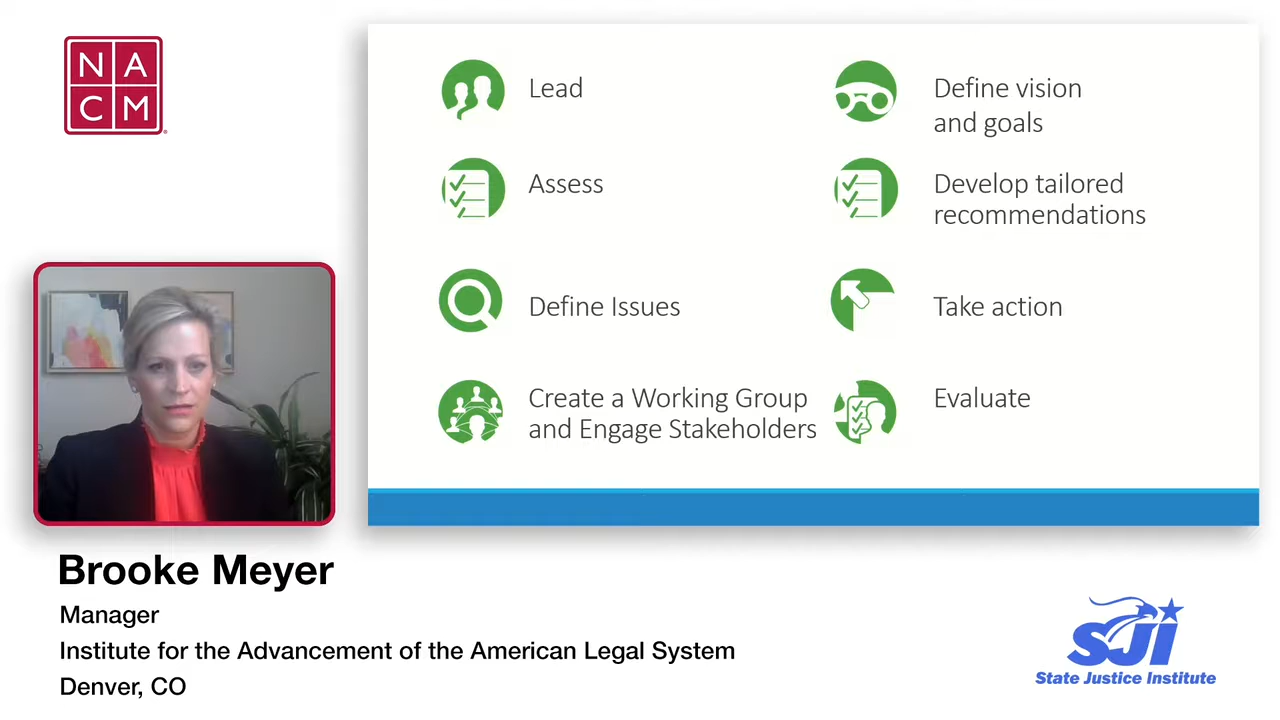 N A
C M
Lead
Assess
Define Issues
Create a Working Group
and Engage Stakeholders
Define vision
and goals
Develop tailored
recommendations
Take action
Evaluate
Brooke Meyer
Manager
Institute for the Advancement of the American Legal System
Denver, CO
SJI
State Justice Institute